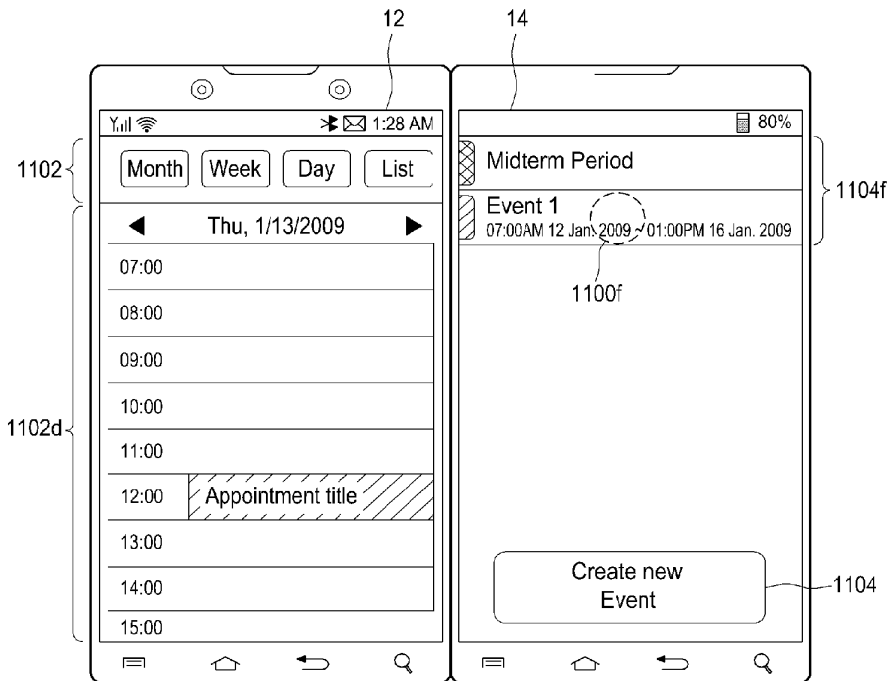 12
14
1:28 AM
80%
1102
Month Week Day List
Midterm Period
1104f
Thu, 1/13/2009
Event 1
07:00AM 12 Jan. 2009 ~ 01:00PM 16 Jan. 2009
1100f
07:00
08:00
09:00
10:00
1102d
11:00
12:00 Appointment title
13:00
14:00
15:00
Create new
Event
1104